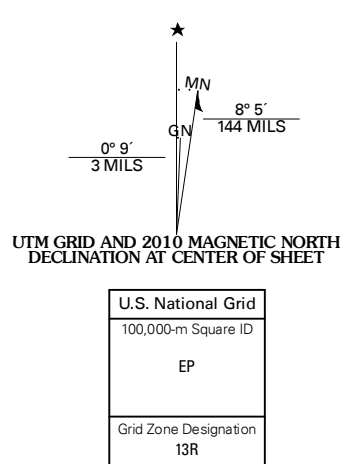 ★
MN
8° 5´
144 MILS
GN
0° 9´
3 MILS
UTM GRID AND 2010 MAGNETIC NORTH
DECLINATION AT CENTER OF SHEET
U.S. National Grid
100,000-m Square ID
EP
Grid Zone Designation
13R